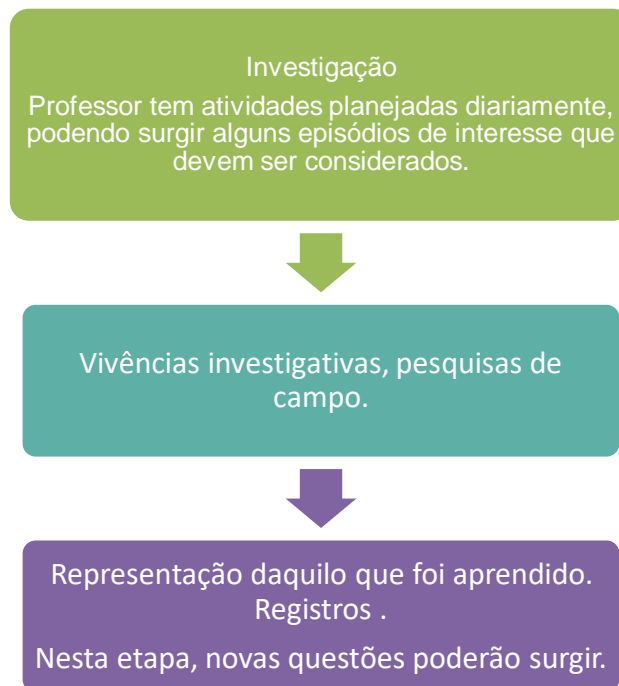 Investigação
Professor tem atividades planejadas diariamente,
podendo surgir alguns episódios de interesse que
devem ser considerados.
Vivências investigativas, pesquisas de
campo.
Representação daquilo que foi aprendido.
Registros .
Nesta etapa, novas questões poderão surgir.